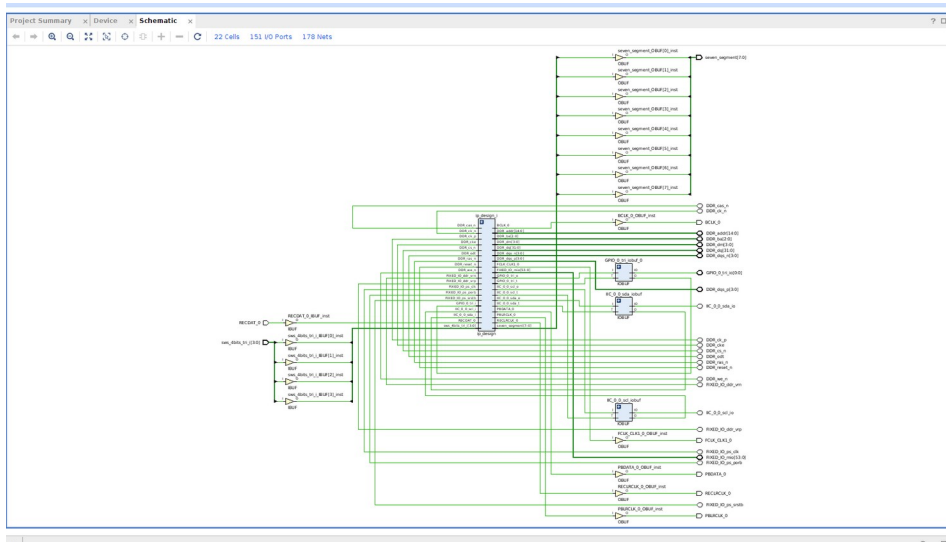 Project Summary × Device × Schematic ×
22 Cells 151 I/O Ports 178 Nets
seven_segment_OBUF[0]_inst
OBUF
seven_segment[7:0]
seven_segment_OBUF[1]_inst
OBUF
seven_segment_OBUF[2]_inst
OBUF
seven_segment_OBUF[3]_inst
OBUF
seven_segment_OBUF[4]_inst
OBUF
seven_segment_OBUF[5]_inst
OBUF
seven_segment_OBUF[6]_inst
OBUF
seven_segment_OBUF[7]_inst
OBUF
DDR_cas_n
DDR_ck_n
BCLK_0_OBUF_inst
OBUF
BCLK_0
DDR_addr[14:0]
DDR_ba[2:0]
DDR_dm[3:0]
DDR_dq[31:0]
DDR_dqs_n[3:0]
GPIO_0_tri_iobuf_0
IOBUF
GPIO_0_tri_io[0:0]
DDR_dqs_p[3:0]
IIC_0_0_sda_iobuf
IOBUF
IIC_0_0_sda_io
RECDAT_0
RECDAT_0_IBUF_inst
IBUF
sws_4bits_tri_i[3:0]
sws_4bits_tri_i_IBUF[0]_inst
IBUF
sws_4bits_tri_i_IBUF[1]_inst
IBUF
sws_4bits_tri_i_IBUF[2]_inst
IBUF
sws_4bits_tri_i_IBUF[3]_inst
IBUF
DDR_ck_p
DDR_cke
DDR_cs_n
DDR_odt
DDR_ras_n
DDR_reset_n
DDR_we_n
FIXED_IO_ddr_vrn
IIC_0_0_scl_iobuf
IOBUF
IIC_0_0_scl_io
FIXED_IO_ddr_vrp
FCLK_CLK1_0_OBUF_inst
OBUF
FCLK_CLK1_0
FIXED_IO_ps_clk
FIXED_IO_mio[53:0]
FIXED_IO_ps_porb
PBDATA_0_OBUF_inst
OBUF
PBDATA_0
RECLRCLK_0_OBUF_inst
OBUF
RECLRCLK_0
FIXED_IO_ps_srstb
PBLRCLK_0_OBUF_inst
OBUF
PBLRCLK_0